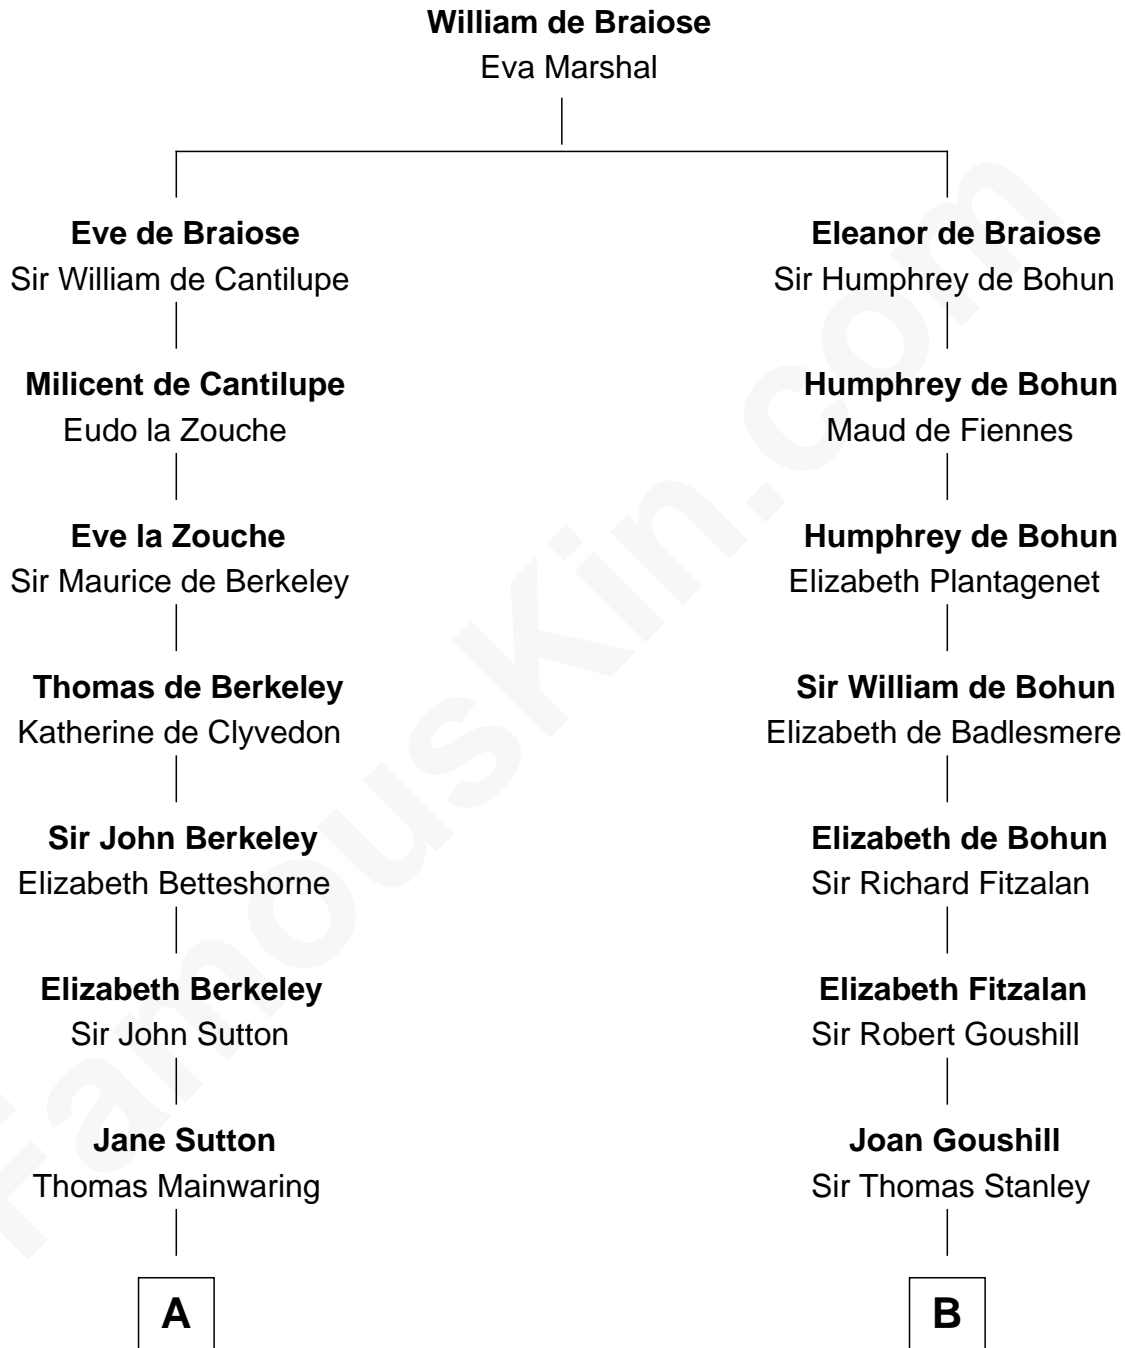 William de Braiose
Eva Marshal
Eve de Braiose
Sir William de Cantilupe
Milicent de Cantilupe
Eudo la Zouche
Eve la Zouche
Sir Maurice de Berkeley
Thomas de Berkeley
Katherine de Clyvedon
Sir John Berkeley
Elizabeth Betteshorne
Elizabeth Berkeley
Sir John Sutton
Jane Sutton
Thomas Mainwaring
A
Eleanor de Braiose
Sir Humphrey de Bohun
Humphrey de Bohun
Maud de Fiennes
Humphrey de Bohun
Elizabeth Plantagenet
Sir William de Bohun
Elizabeth de Badlesmere
Elizabeth de Bohun
Sir Richard Fitzalan
Elizabeth Fitzalan
Sir Robert Goushill
Joan Goushill
Sir Thomas Stanley
B
FamousKin.com